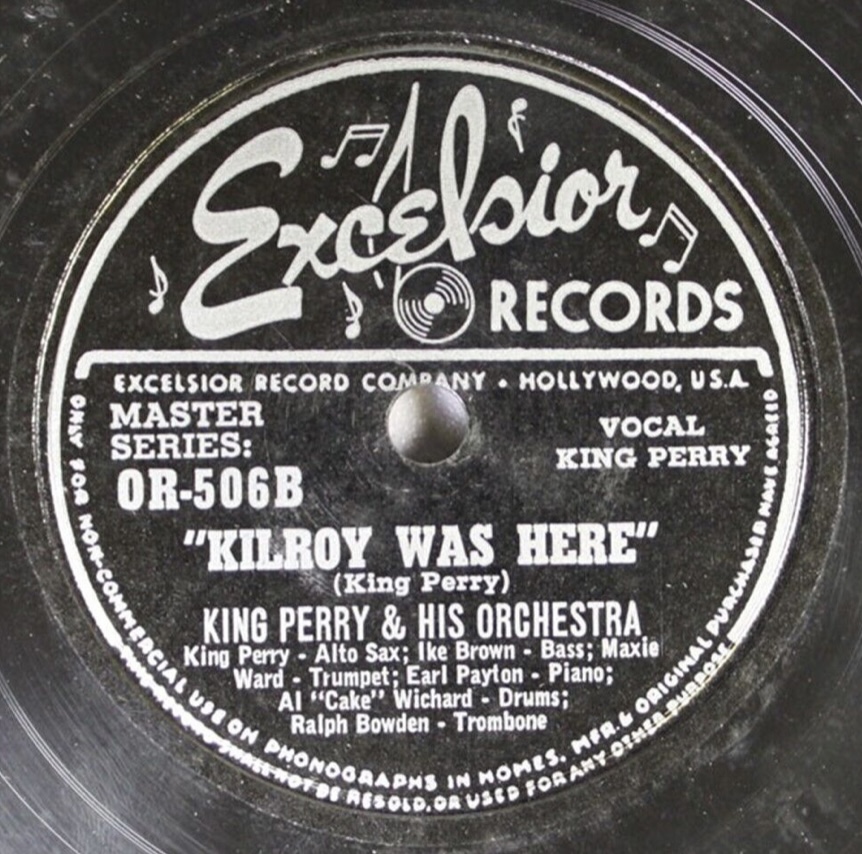 Excelsior
RECORDS
EXCELSIOR RECORD COMPANY • HOLLYWOOD, U.S.A.
MASTER
SERIES:
OR-506B
VOCAL
KING PERRY
"KILROY WAS HERE"
(King Perry)
KING PERRY & HIS ORCHESTRA
King Perry - Alto Sax; Ike Brown - Bass; Maxie
Ward - Trumpet; Earl Payton - Piano;
Al "Cake" Wichard - Drums;
Ralph Bowden - Trombone
ONLY FOR NON-COMMERCIAL USE ON PHONOGRAPHS IN HOMES. MFR. & ORIGINAL PURCHASER HAVE AGREED
SHALL NOT BE RESOLD, OR USED FOR ANY OTHER PURPOSE